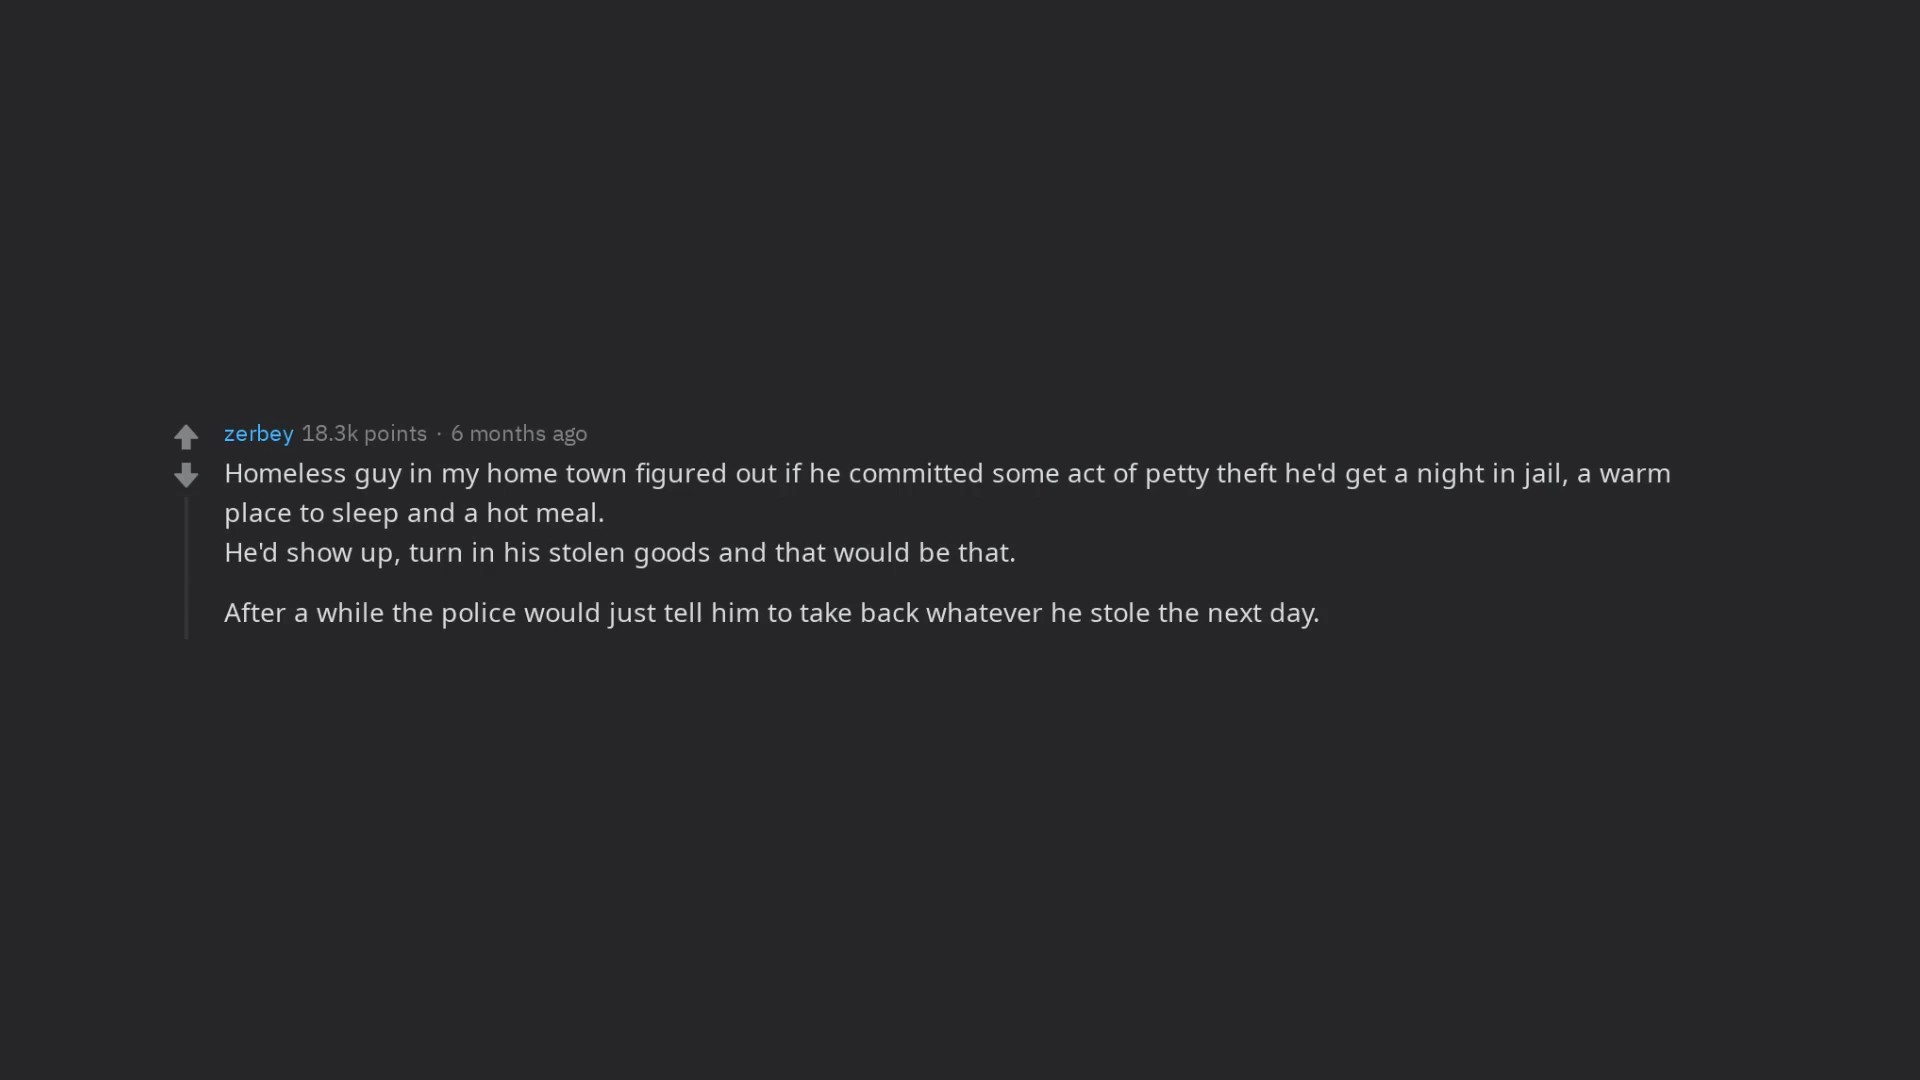 zerbey 18.3k points · 6 months ago
Homeless guy in my home town figured out if he committed some act of petty theft he'd get a night in jail, a warm
place to sleep and a hot meal.
He'd show up, turn in his stolen goods and that would be that.
After a while the police would just tell him to take back whatever he stole the next day.